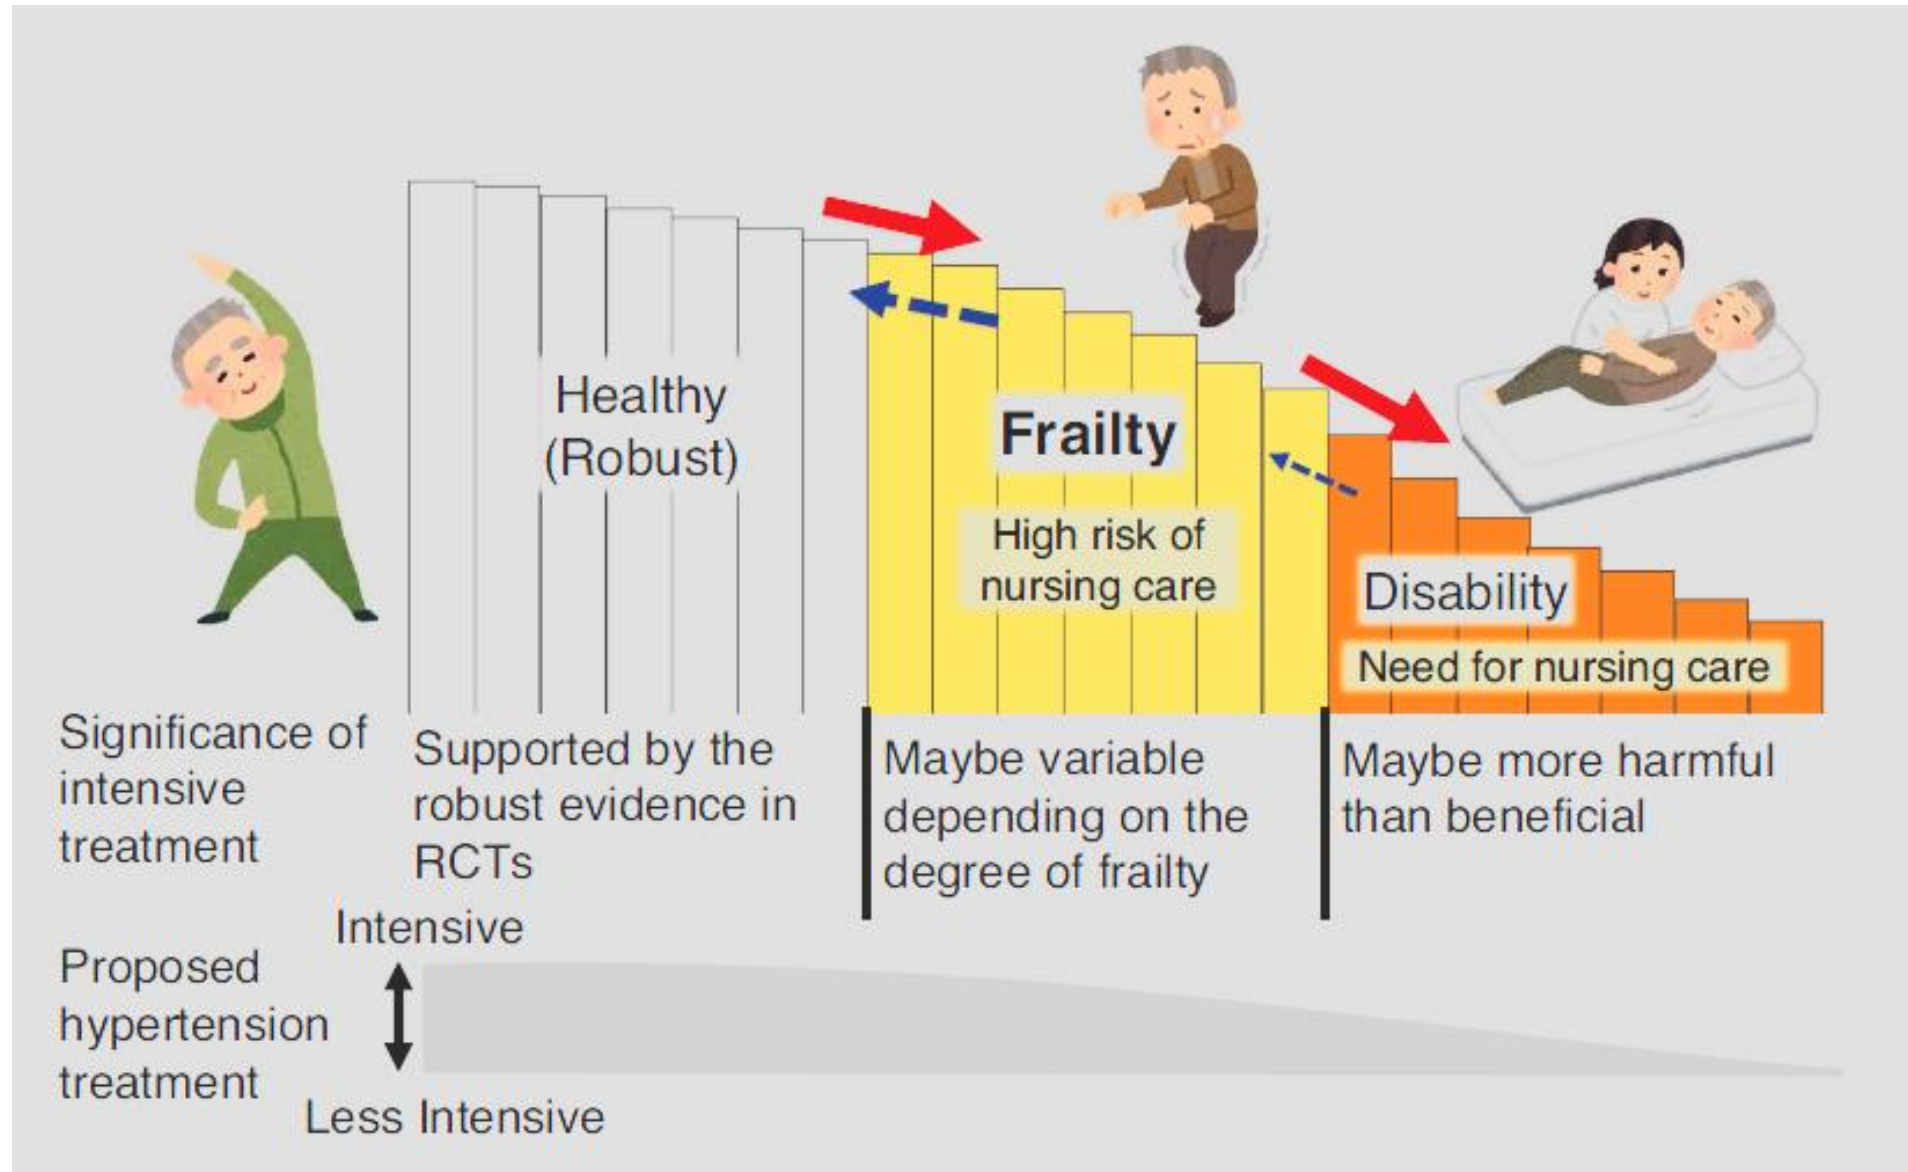 Healthy
(Robust)
Frailty
High risk of
nursing care
Disability
Need for nursing care
Significance of
intensive
treatment
Supported by the
robust evidence in
RCTs
Maybe variable
depending on the
degree of frailty
Maybe more harmful
than beneficial
Intensive
Proposed
hypertension
treatment
Less Intensive